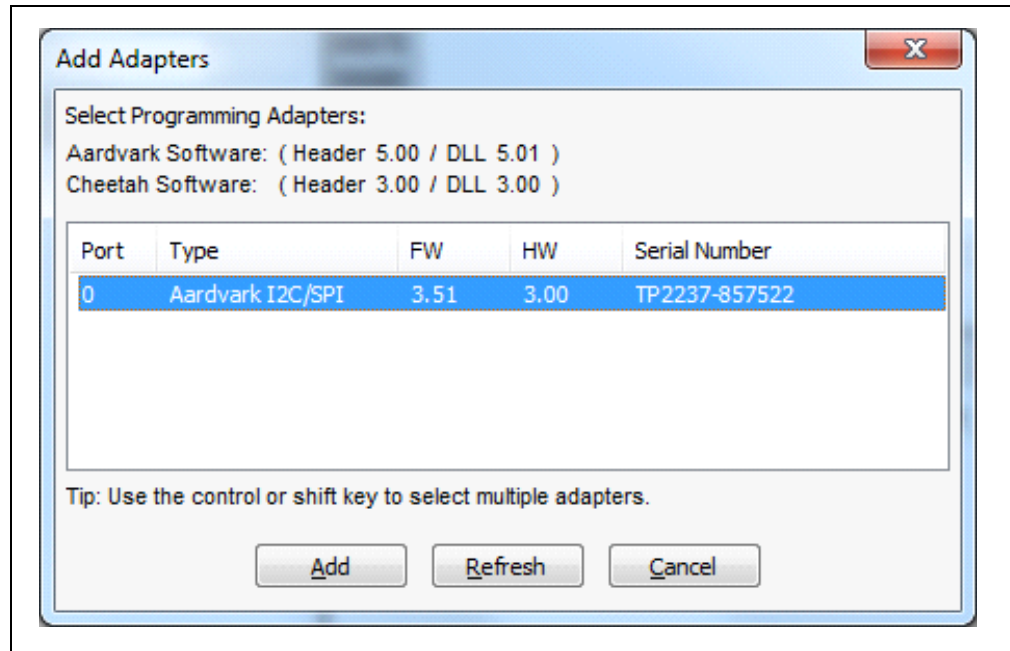 Add Adapters
Select Programming Adapters:
Aardvark Software: ( Header 5.00 / DLL 5.01 )
Cheetah Software: ( Header 3.00 / DLL 3.00 )
Port Type FW HW Serial Number
0 Aardvark I2C/SPI 3.51 3.00 TP2237-857522
Tip: Use the control or shift key to select multiple adapters.
Add Refresh Cancel